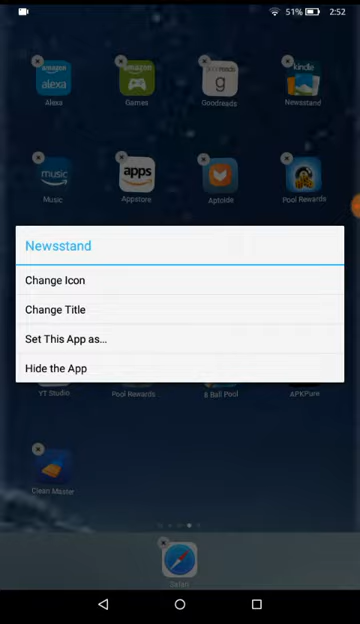 51% 2:52
amazon
alexa
amazon
goodreads
g
kindle
Alexa Games Goodreads Newsstand
music apps
Music Appstore Aptoide Pool Rewards
Newsstand
Change Icon
Change Title
Set This App as...
Hide the App
YT Studio Pool Rewards 8 Ball Pool APKPure
Clean Master
Safari